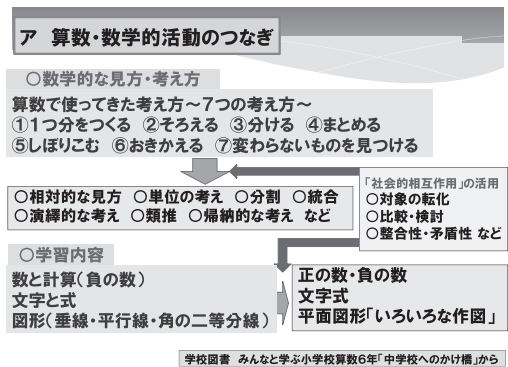 ア 算数・数学的活動のつなぎ
○数学的な見方・考え方
算数で使ってきた考え方～7つの考え方～
①1つ分をつくる ②そろえる ③分ける ④まとめる
⑤しぼりこむ ⑥おきかえる ⑦変わらないものを見つける
○相対的な見方 ○単位の考え ○分割 ○統合
○演繹的な考え ○類推 ○帰納的な考え など
「社会的相互作用」の活用
○対象の転化
○比較・検討
○整合性・矛盾性 など
○学習内容
数と計算（負の数）
文字と式
図形（垂線・平行線・角の二等分線）
正の数・負の数
文字式
平面図形「いろいろな作図」
学校図書 みんなと学ぶ小学校算数6年「中学校へのかけ橋」から